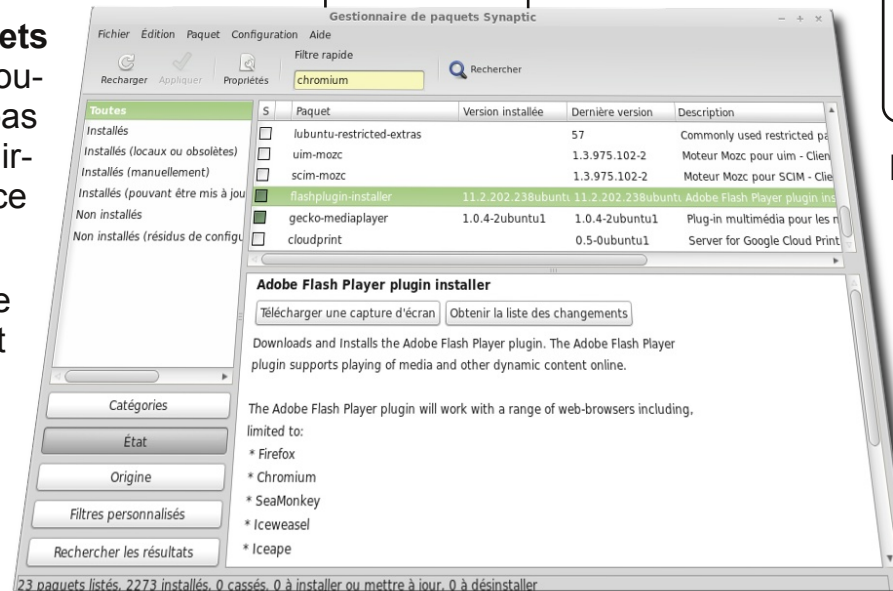 ets
ou-
as
ir-
ce
e
t
Gestionnaire de paquets Synaptic
Fichier Édition Paquet Configuration Aide
Recharger Appliquer Propriétés
Filtre rapide
chromium
Rechercher
Toutes
Installés
Installés (locaux ou obsolètes)
Installés (manuellement)
Installés (pouvant être mis à jou
Non installés
Non installés (résidus de configu
S Paquet Version installée Dernière version Description
lubuntu-restricted-extras 57 Commonly used restricted pa
uim-mozc 1.3.975.102-2 Moteur Mozc pour uim - Clien
scim-mozc 1.3.975.102-2 Moteur Mozc pour SCIM - Clie
flashplugin-installer 11.2.202.238ubuntu 11.2.202.238ubuntu Adobe Flash Player plugin ins
gecko-mediaplayer 1.0.4-2ubuntu1 1.0.4-2ubuntu1 Plug-in multimédia pour les n
cloudprint 0.5-0ubuntu1 Server for Google Cloud Print
Adobe Flash Player plugin installer
Télécharger une capture d'écran Obtenir la liste des changements
Downloads and Installs the Adobe Flash Player plugin. The Adobe Flash Player
plugin supports playing of media and other dynamic content online.
The Adobe Flash Player plugin will work with a range of web-browsers including,
limited to:
* Firefox
* Chromium
* SeaMonkey
* Iceweasel
* Iceape
Catégories
État
Origine
Filtres personnalisés
Rechercher les résultats
23 paquets listés, 2273 installés, 0 cassés. 0 à installer ou mettre à jour, 0 à désinstaller